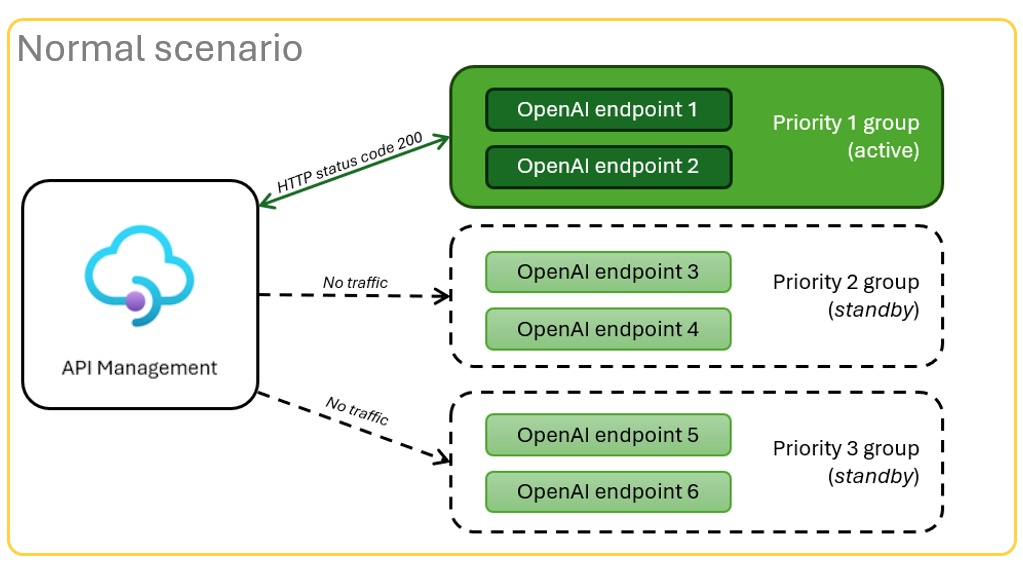 Normal scenario
OpenAI endpoint 1
OpenAI endpoint 2
Priority 1 group
(active)
HTTP status code 200
API Management
No traffic
OpenAI endpoint 3
OpenAI endpoint 4
Priority 2 group
(standby)
No traffic
OpenAI endpoint 5
OpenAI endpoint 6
Priority 3 group
(standby)